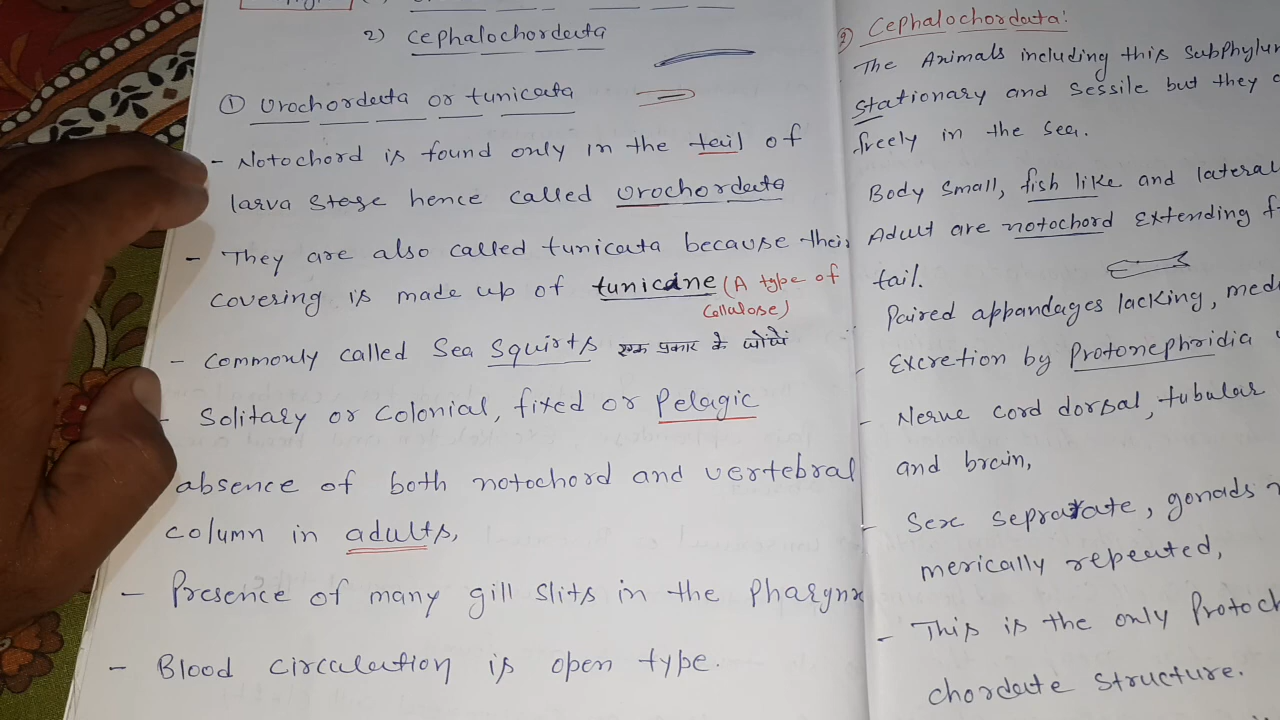 2) Cephalochordata
① Urochordata or tunicata
- Notochord is found only in the tail of
larva stage hence called Urochordata
- They are also called tunicata because their
covering is made up of tunicine (A type of
Cellulose)
- Commonly called Sea Squirts एक प्रकार के
- Solitary or Colonial, fixed or Pelagic
absence of both notochord and vertebral
column in adults,
- Presence of many gill slits in the Pharynx
- Blood circulation is open type.
Cephalochordata:
The Animals including this Subphylum
Stationary and Sessile but they
freely in the sea.
Body Small, fish like and lateral
Adult are notochord Extending
tail.
Paired appandages lacking,
- Excretion by Protonephridia
- Nerve cord dorsal, tubular
and brain,
- Sex seprarate, gonads
merically repeated,
- This is the only Protoch
chordate Structure.